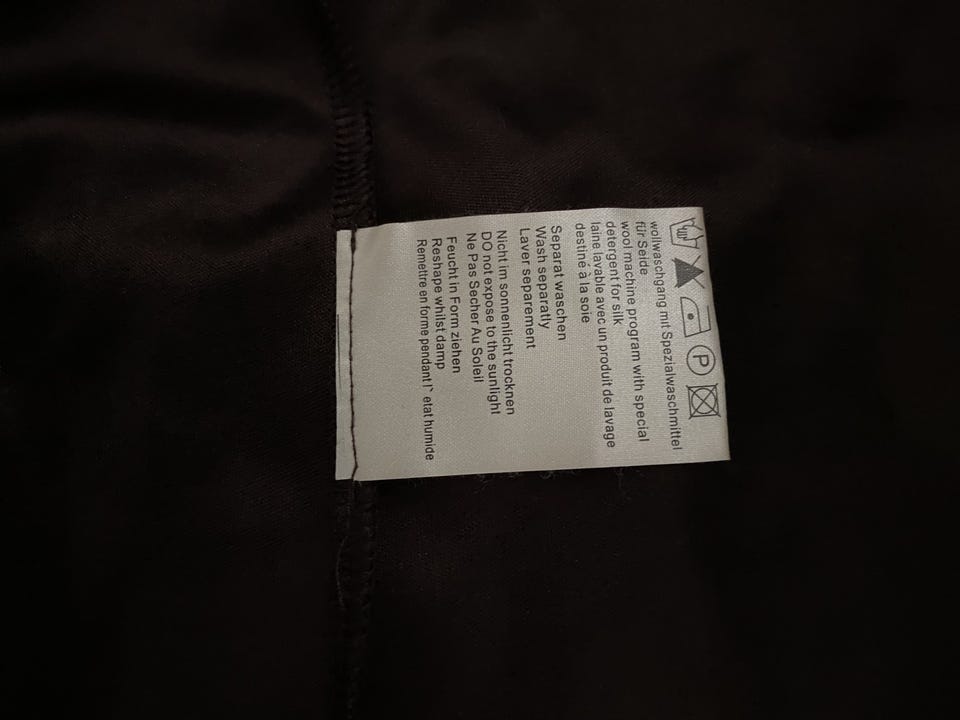 P
wollwaschgang mit Spezialwaschmittel
für Seide
wool machine program with special
detergent for silk
laine lavable avec un produit de lavage
destiné à la soie
Separat waschen
Wash separatly
Laver separement
Nicht im sonnenlicht trocknen
DO not expose to the sunlight
Ne Pas Secher Au Soleil
Feucht in Form ziehen
Reshape whilst damp
Remettre en forme pendant l` etat humide